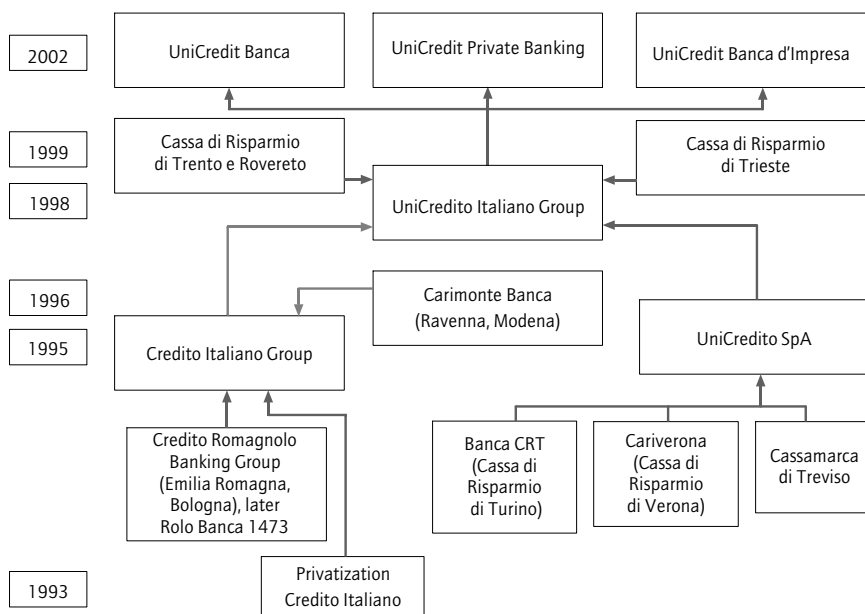 2002
UniCredit Banca
UniCredit Private Banking
UniCredit Banca d'Impresa
1999
Cassa di Risparmio
di Trento e Rovereto
Cassa di Risparmio
di Trieste
1998
UniCredito Italiano Group
1996
Carimonte Banca
(Ravenna, Modena)
1995
Credito Italiano Group
UniCredito SpA
Credito Romagnolo
Banking Group
(Emilia Romagna,
Bologna), later
Rolo Banca 1473
Banca CRT
(Cassa di
Risparmio
di Turino)
Cariverona
(Cassa di
Risparmio
di Verona)
Cassamarca
di Treviso
1993
Privatization
Credito Italiano